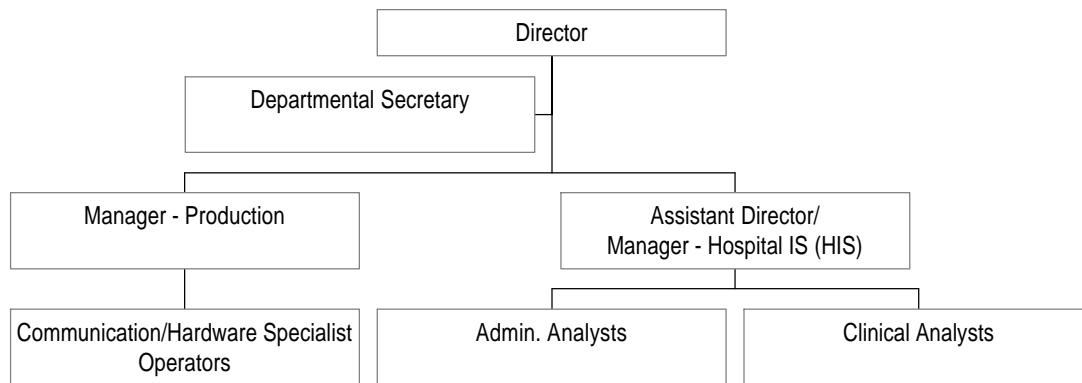 Director
Departmental Secretary
Manager - Production
Assistant Director/
Manager - Hospital IS (HIS)
Communication/Hardware Specialist
Operators
Admin. Analysts
Clinical Analysts